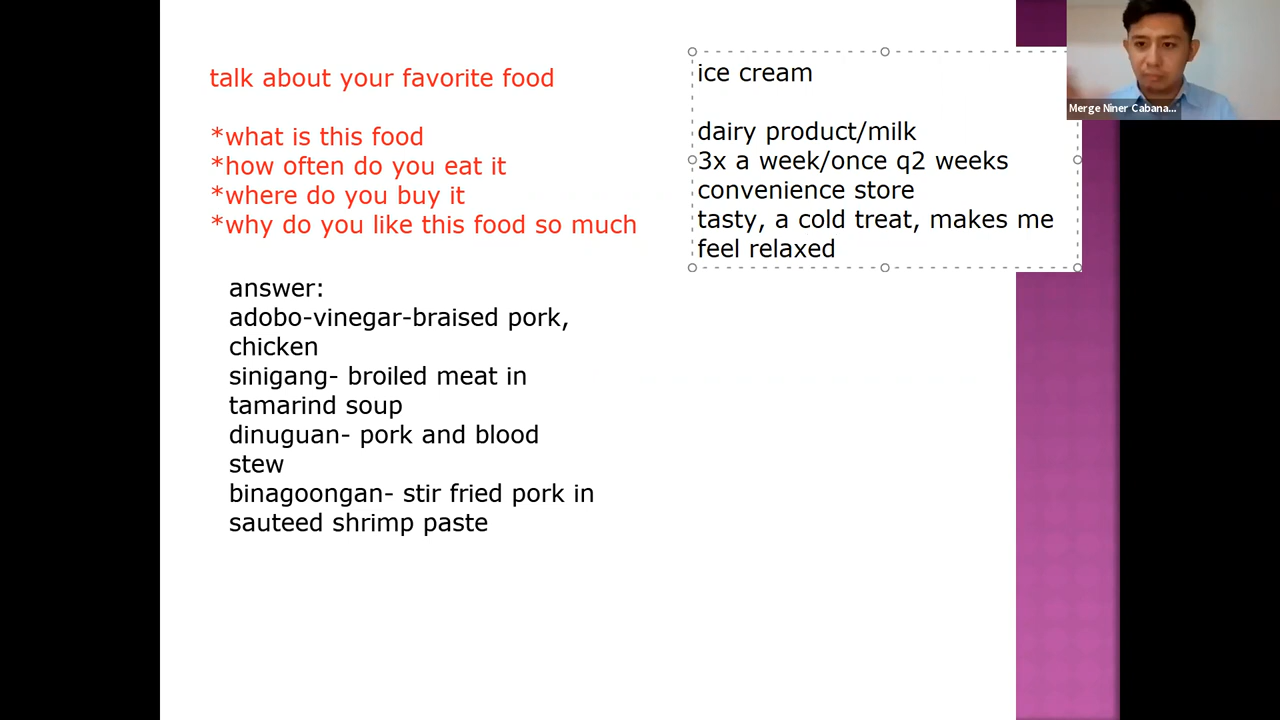 talk about your favorite food
*what is this food
*how often do you eat it
*where do you buy it
*why do you like this food so much
answer:
adobo-vinegar-braised pork,
chicken
sinigang- broiled meat in
tamarind soup
dinuguan- pork and blood
stew
binagoongan- stir fried pork in
sauteed shrimp paste
ice cream
dairy product/milk
3x a week/once q2 weeks
convenience store
tasty, a cold treat, makes me
feel relaxed
Merge Niner Cabana...